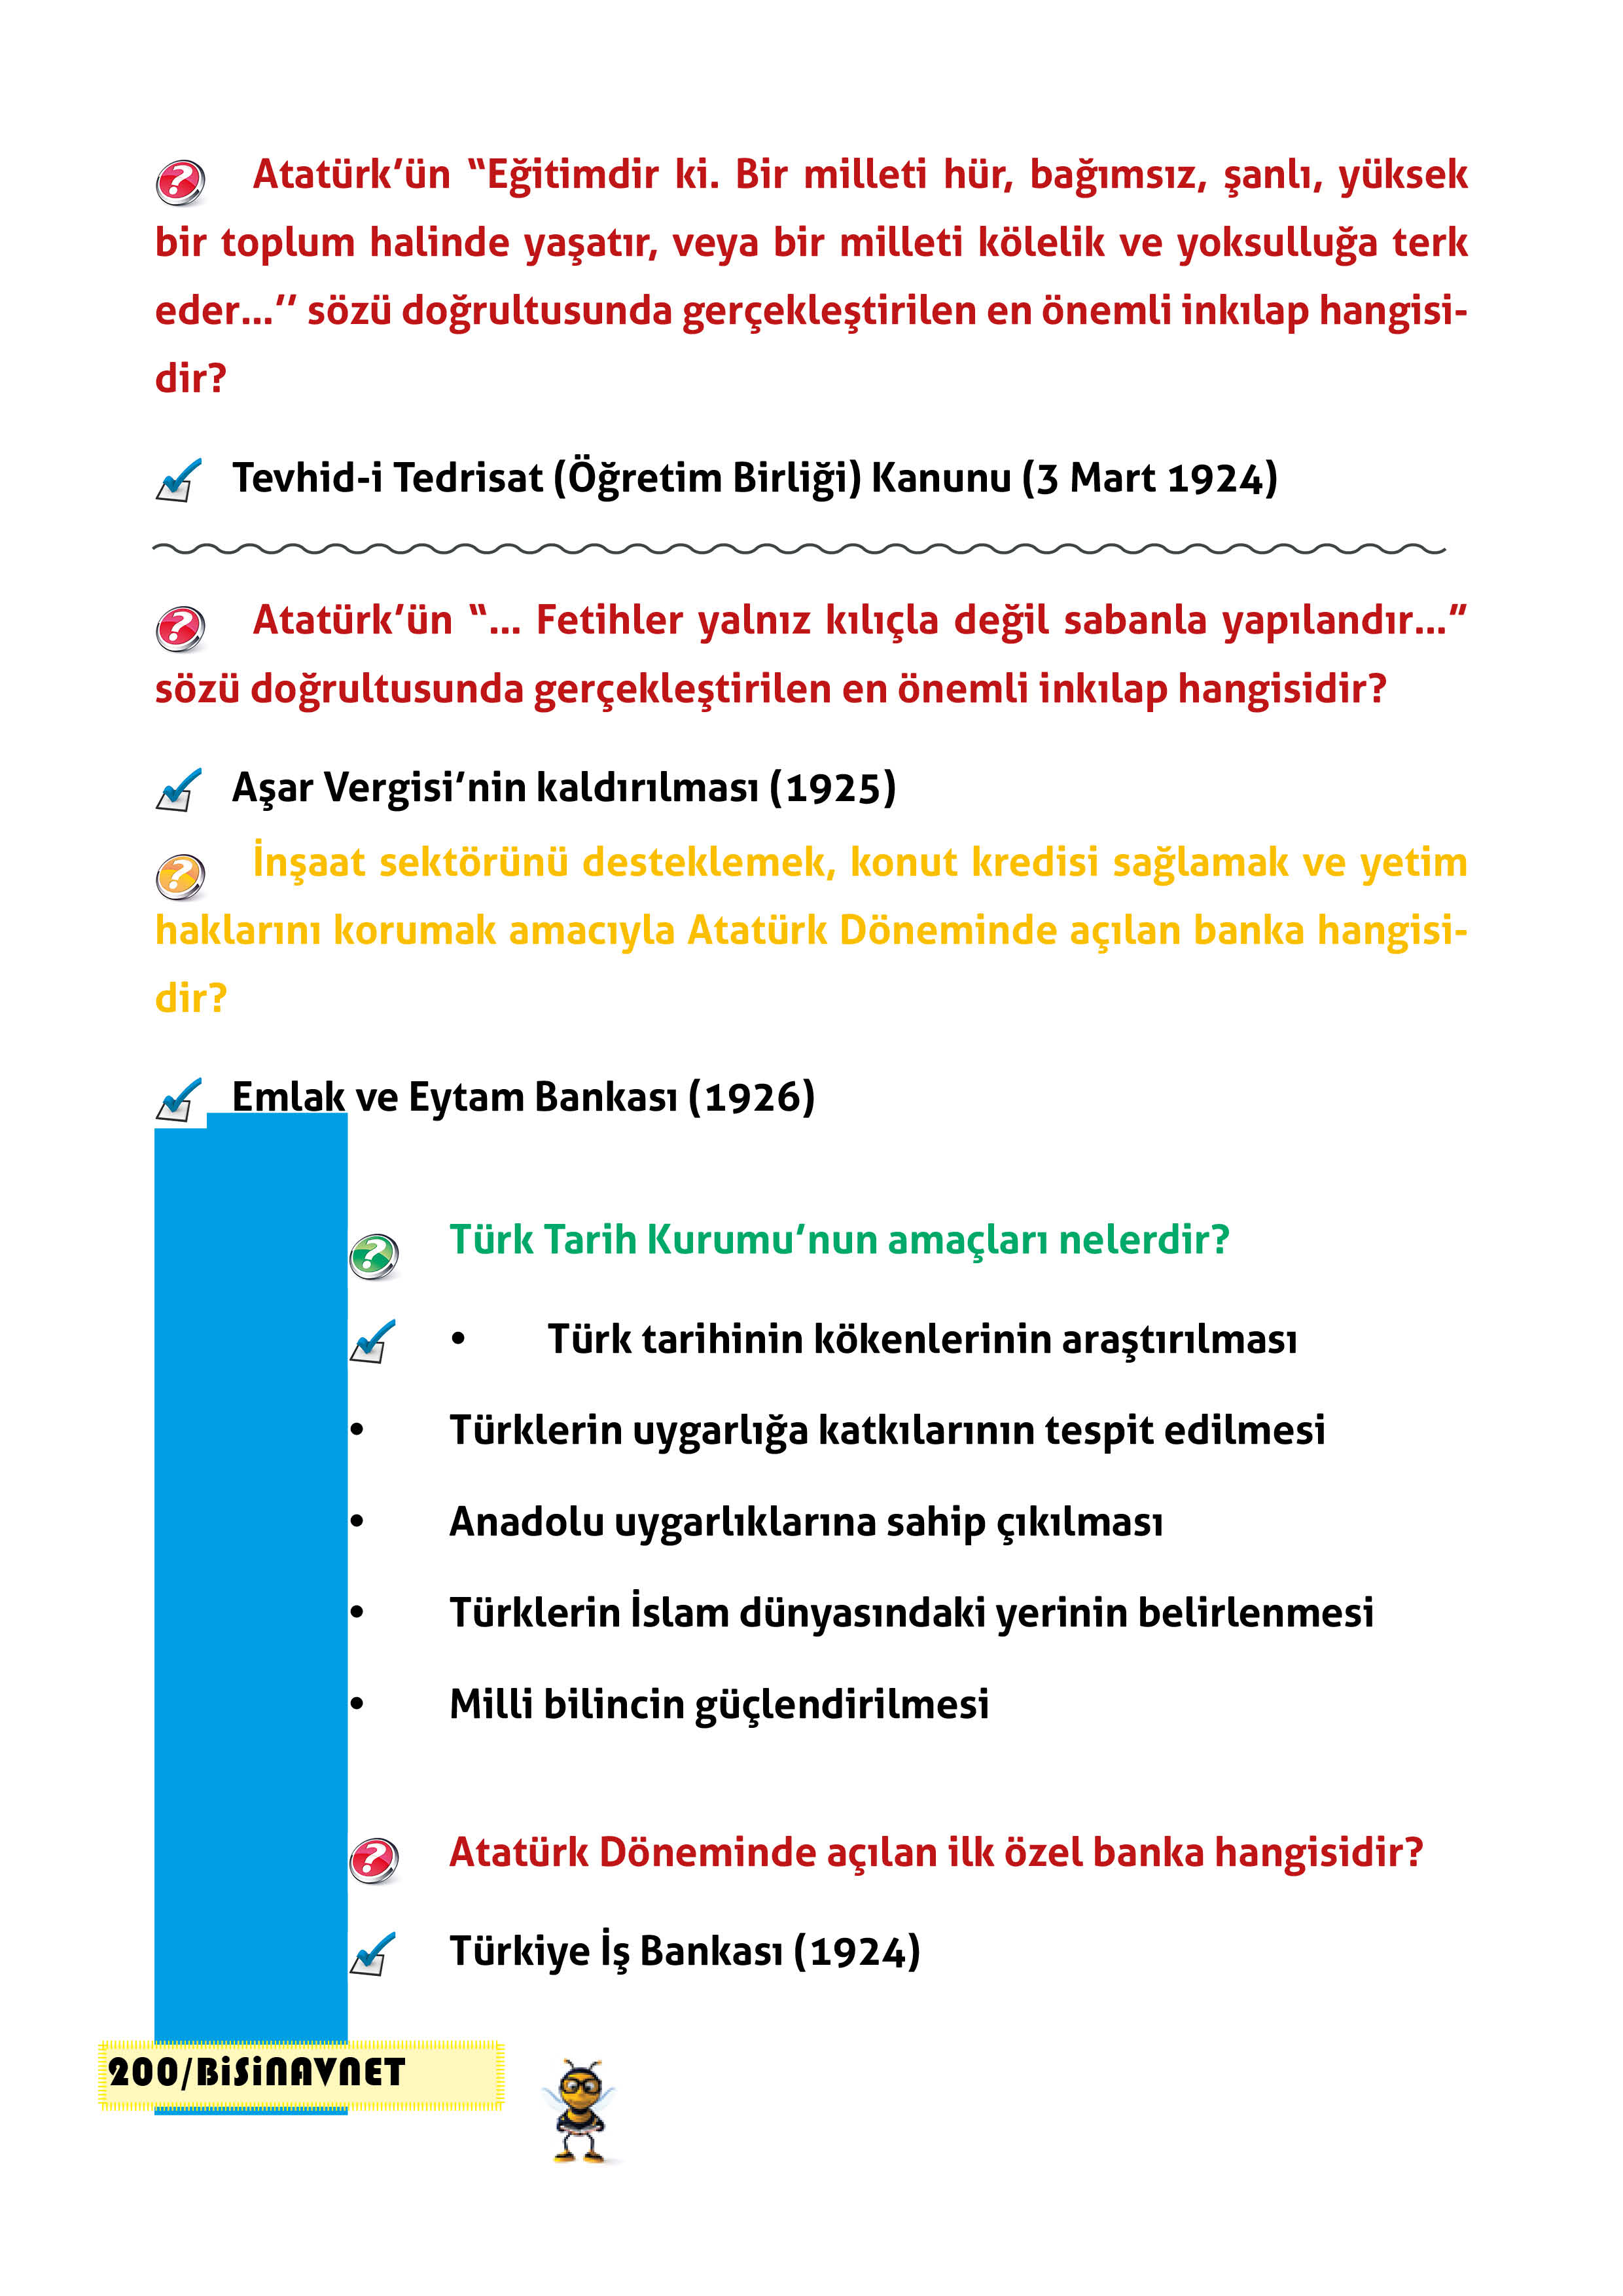 Atatürk’ün “Eğitimdir ki. Bir milleti hür, bağımsız, şanlı, yüksek
bir toplum halinde yaşatır, veya bir milleti kölelik ve yoksulluğa terk
eder...’’ sözü doğrultusunda gerçekleştirilen en önemli inkılap hangisi-
dir?
Tevhid-i Tedrisat (Öğretim Birliği) Kanunu (3 Mart 1924)
Atatürk’ün “... Fetihler yalnız kılıçla değil sabanla yapılandır...”
sözü doğrultusunda gerçekleştirilen en önemli inkılap hangisidir?
Aşar Vergisi’nin kaldırılması (1925)
İnşaat sektörünü desteklemek, konut kredisi sağlamak ve yetim
haklarını korumak amacıyla Atatürk Döneminde açılan banka hangisi-
dir?
Emlak ve Eytam Bankası (1926)
Türk Tarih Kurumu’nun amaçları nelerdir?
• Türk tarihinin kökenlerinin araştırılması
• Türklerin uygarlığa katkılarının tespit edilmesi
• Anadolu uygarlıklarına sahip çıkılması
• Türklerin İslam dünyasındaki yerinin belirlenmesi
• Milli bilincin güçlendirilmesi
Atatürk Döneminde açılan ilk özel banka hangisidir?
Türkiye İş Bankası (1924)
200/BiSiNAVNET